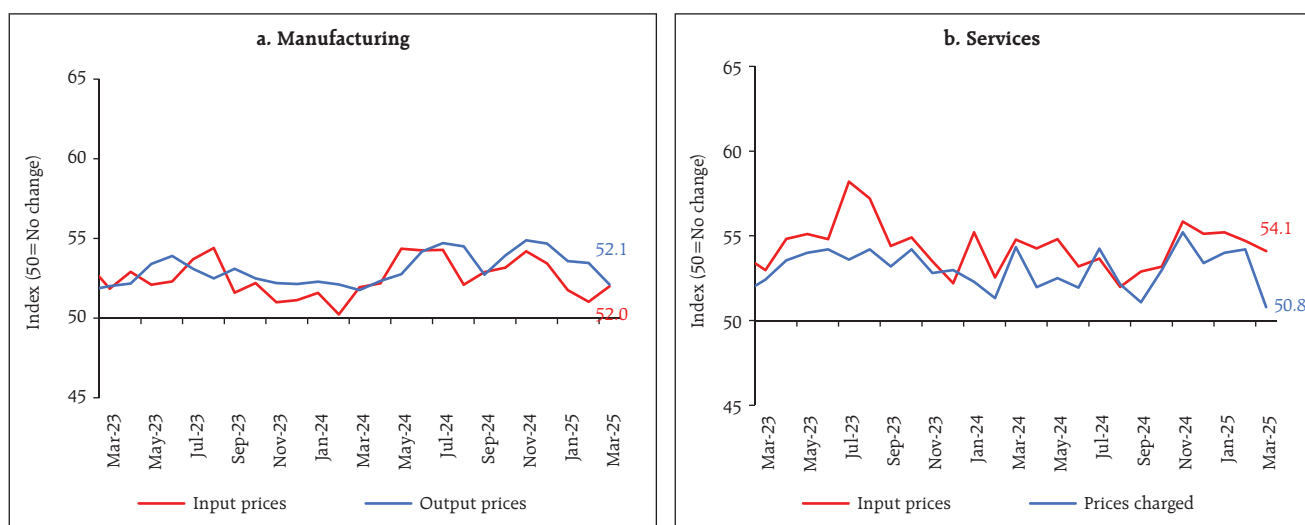 a. Manufacturing
Index (50=No change)
65
60
55
50
45
52.1
52.0
Mar-23
May-23
Jul-23
Sep-23
Nov-23
Jan-24
Mar-24
May-24
Jul-24
Sep-24
Nov-24
Jan-25
Mar-25
Input prices
Output prices
b. Services
Index (50=No change)
65
60
55
50
45
54.1
50.8
Mar-23
May-23
Jul-23
Sep-23
Nov-23
Jan-24
Mar-24
May-24
Jul-24
Sep-24
Nov-24
Jan-25
Mar-25
Input prices
Prices charged